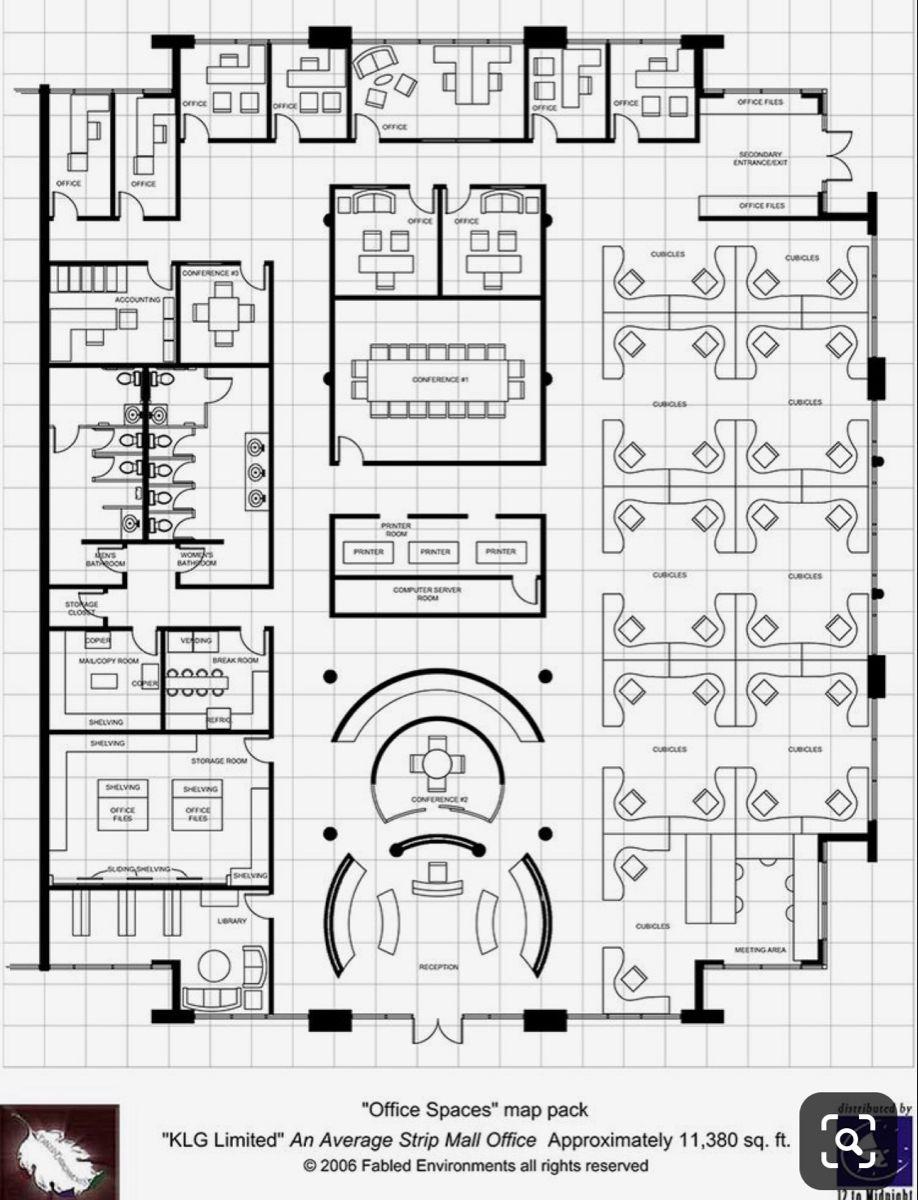 OFFICE
OFFICE
OFFICE
OFFICE
OFFICE
OFFICE
OFFICE
OFFICE FILES
SECONDARY
ENTRANCE/EXIT
OFFICE FILES
OFFICE
OFFICE
CUBICLES
CUBICLES
ACCOUNTING
CONFERENCE #3
CONFERENCE #1
CUBICLES
CUBICLES
PRINTER
ROOM
PRINTER
PRINTER
PRINTER
MEN'S
BATHROOM
WOMEN'S
BATHROOM
COMPUTER SERVER
ROOM
CUBICLES
CUBICLES
STORAGE
CLOSET
COPIER
VENDING
MAIL/COPY ROOM
BREAK ROOM
COPIER
SHELVING
REFRIG.
SHELVING
STORAGE ROOM
CUBICLES
CUBICLES
SHELVING
SHELVING
OFFICE
FILES
OFFICE
FILES
CONFERENCE #2
SLIDING SHELVING
SHELVING
LIBRARY
CUBICLES
MEETING AREA
RECEPTION
"Office Spaces" map pack
"KLG Limited" An Average Strip Mall Office Approximately 11,380 sq. ft.
© 2006 Fabled Environments all rights reserved
distributed by
12 to Midnight